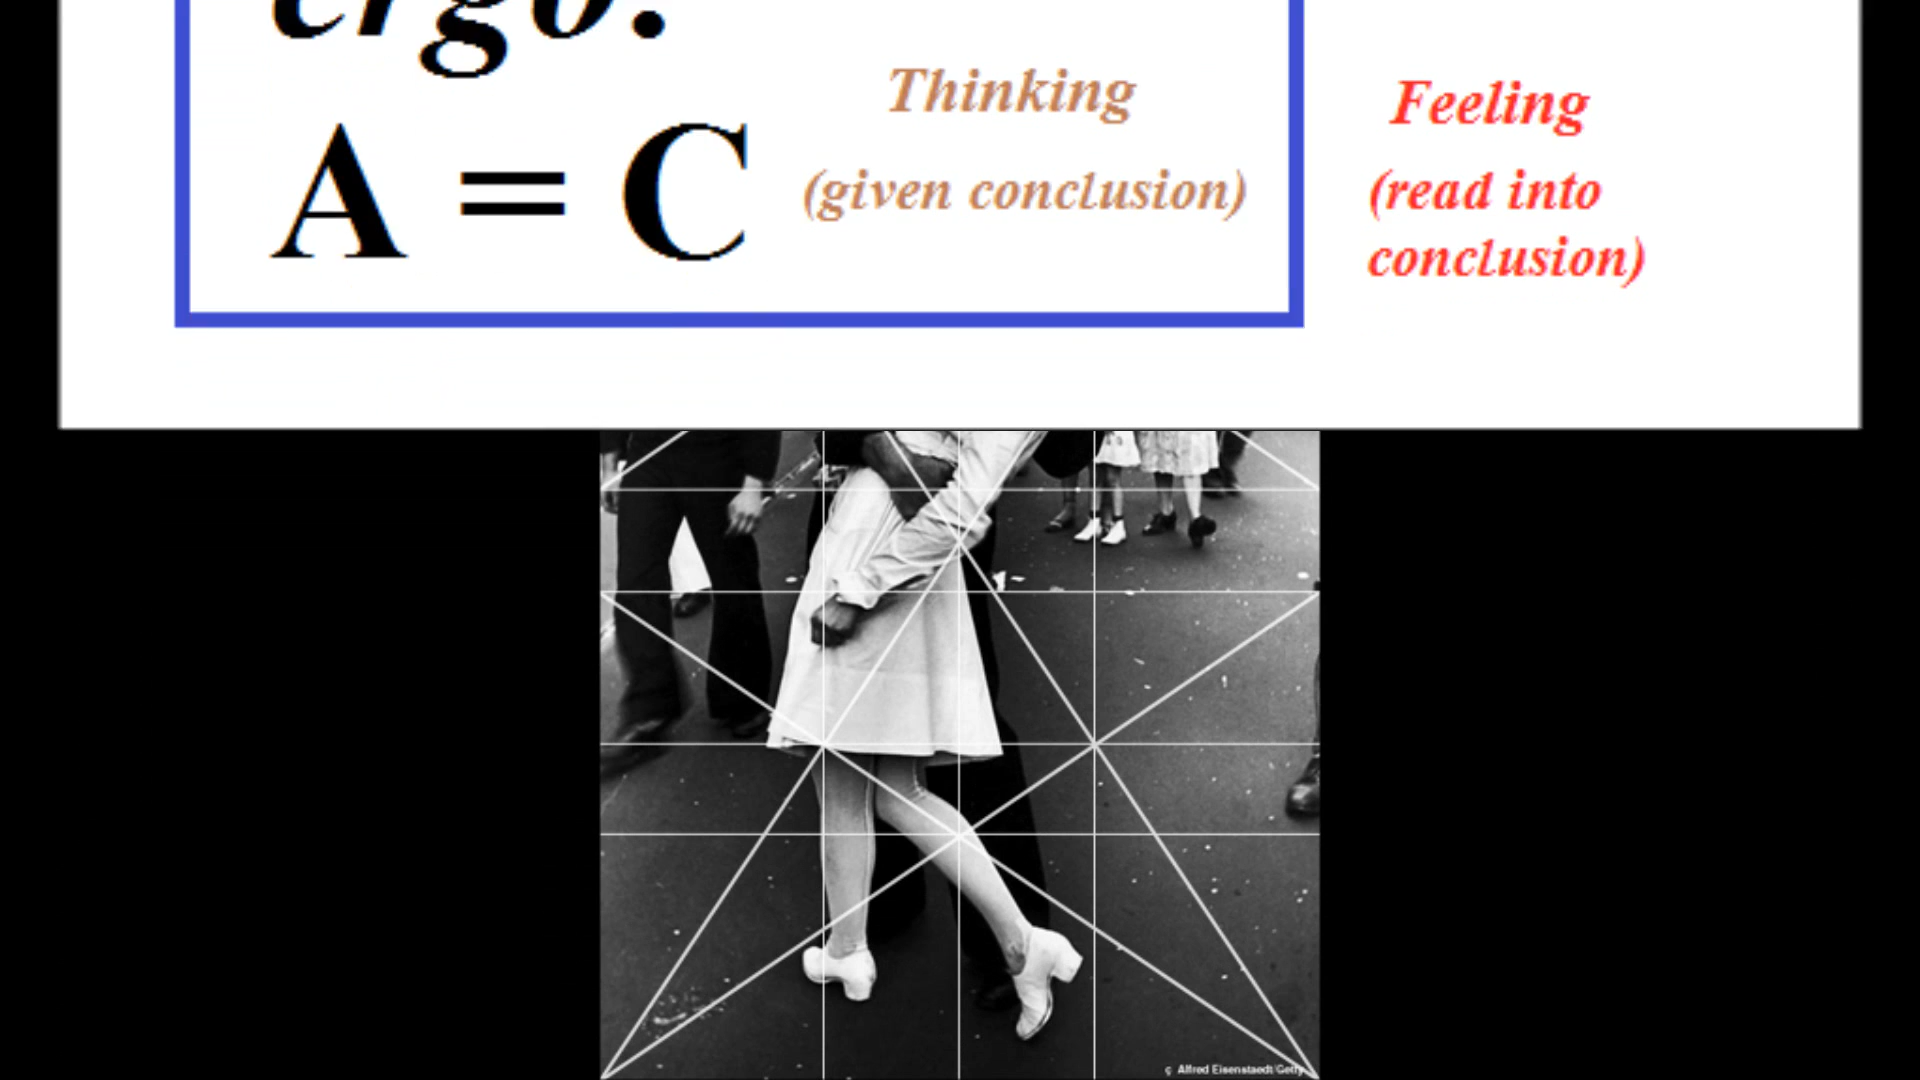 ergo:
A = C
Thinking
(given conclusion)
Feeling
(read into
conclusion)
© Alfred Eisenstaedt/Getty